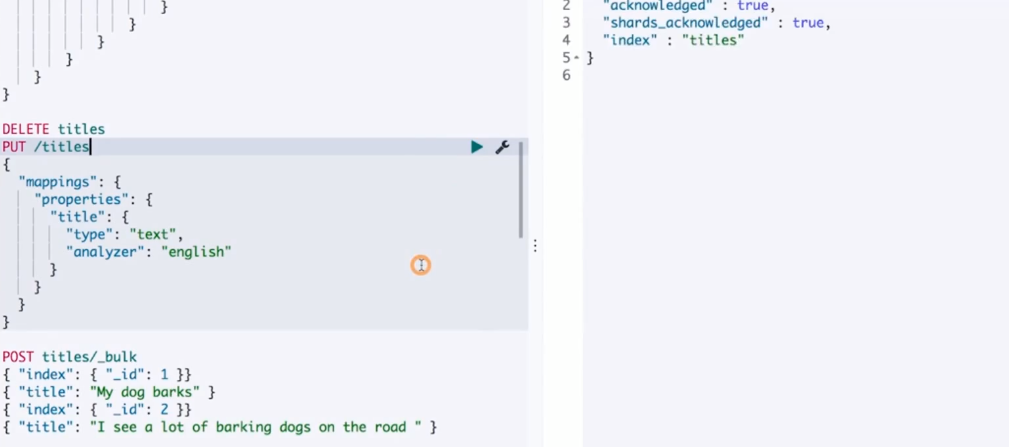 }
}
}
}
}
}
DELETE titles
PUT /titles
{
"mappings": {
"properties": {
"title": {
"type": "text",
"analyzer": "english"
}
}
}
}
POST titles/_bulk
{ "index": { "_id": 1 }}
{ "title": "My dog barks" }
{ "index": { "_id": 2 }}
{ "title": "I see a lot of barking dogs on the road " }
2 "acknowledged" : true,
3 "shards_acknowledged" : true,
4 "index" : "titles"
5 }
6